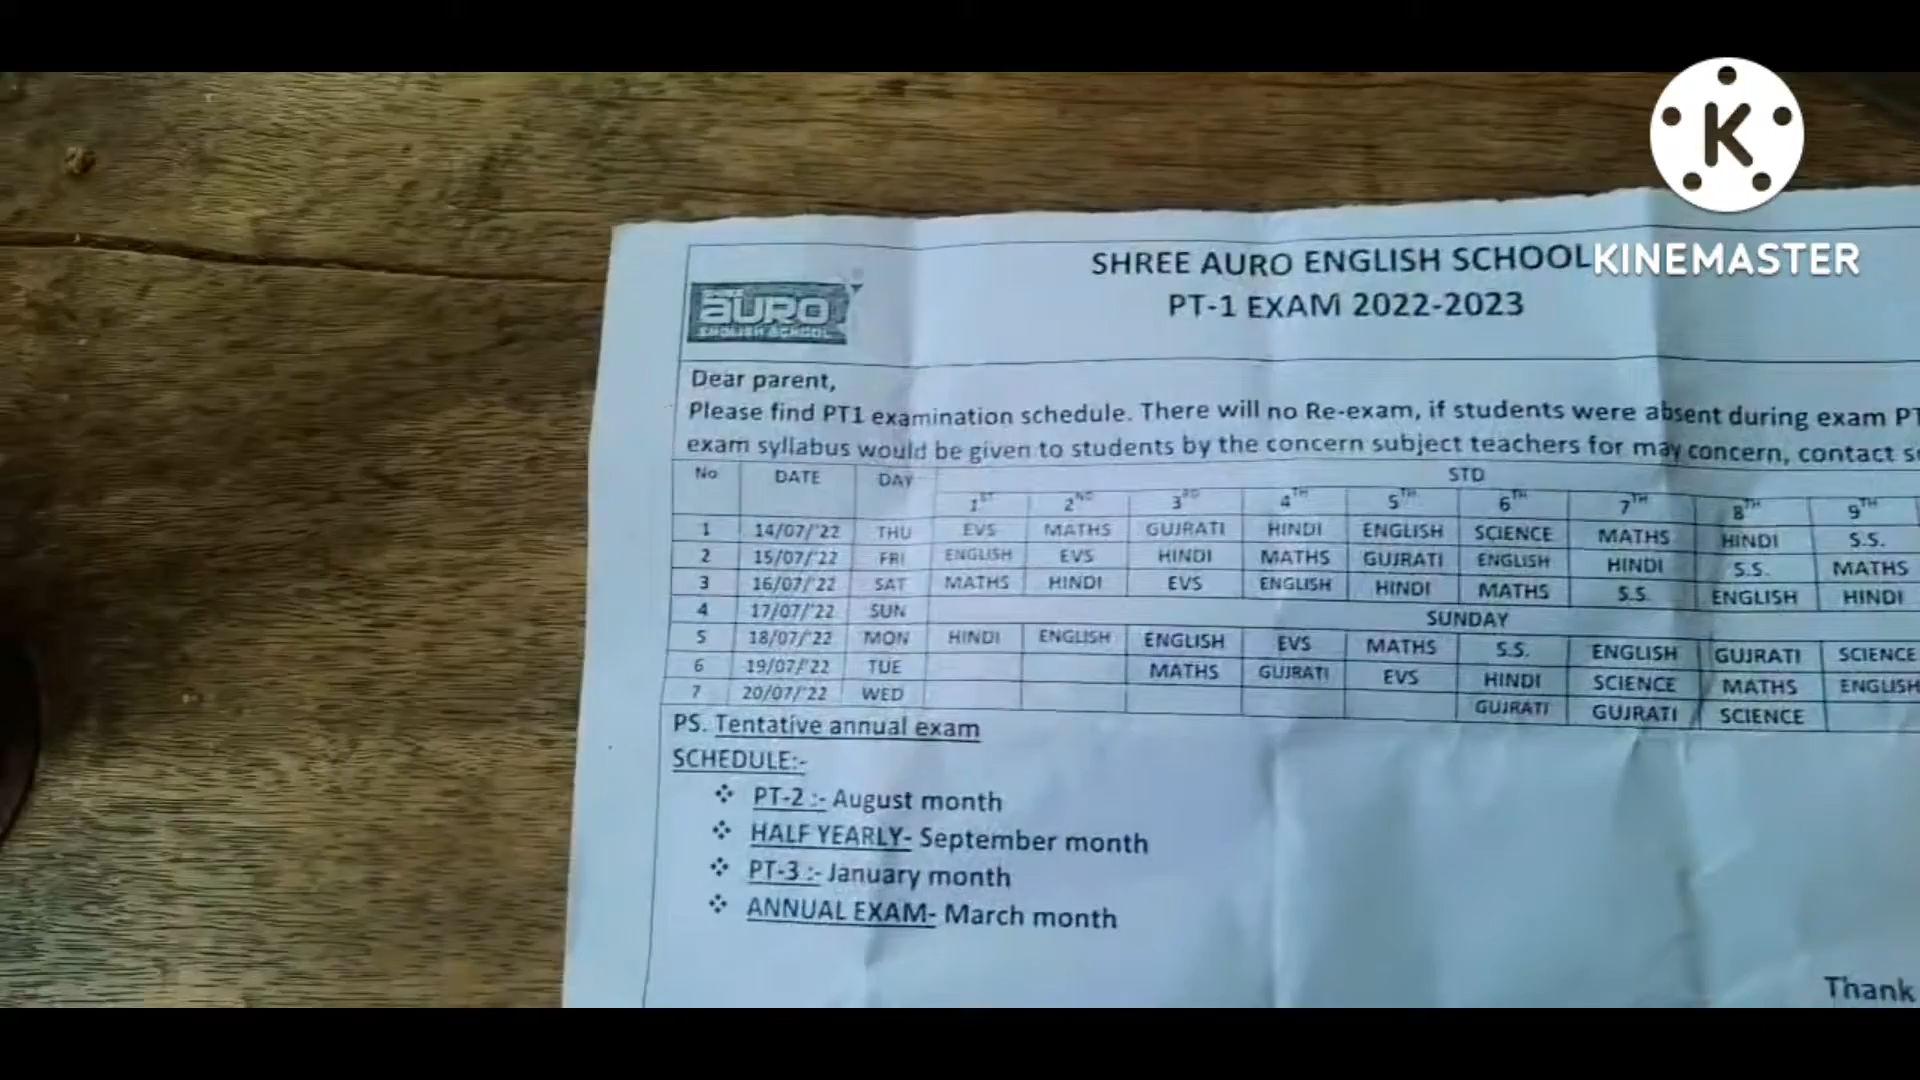 K
KINEMASTER
AURO
ENGLISH SCHOOL
SHREE AURO ENGLISH SCHOOL
PT-1 EXAM 2022-2023
Dear parent,
Please find PT1 examination schedule. There will no Re-exam, if students were absent during exam
exam syllabus would be given to students by the concern subject teachers for may concern, contact
No DATE DAY STD
1ST 2ND 3RD 4TH 5TH 6TH 7TH 8TH 9TH
1 14/07/'22 THU EVS MATHS GUJRATI HINDI ENGLISH SCIENCE MATHS HINDI S.S.
2 15/07/'22 FRI ENGLISH EVS HINDI MATHS GUJRATI ENGLISH HINDI S.S. MATHS
3 16/07/'22 SAT MATHS HINDI EVS ENGLISH HINDI MATHS S.S. ENGLISH HINDI
4 17/07/'22 SUN SUNDAY
5 18/07/'22 MON HINDI ENGLISH ENGLISH EVS MATHS S.S. ENGLISH GUJRATI SCIENCE
6 19/07/'22 TUE MATHS GUJRATI EVS HINDI SCIENCE MATHS ENGLISH
7 20/07/'22 WED GUJRATI GUJRATI SCIENCE
PS. Tentative annual exam
SCHEDULE:-
❖ PT-2 :- August month
❖ HALF YEARLY- September month
❖ PT-3 :- January month
❖ ANNUAL EXAM- March month
Thank